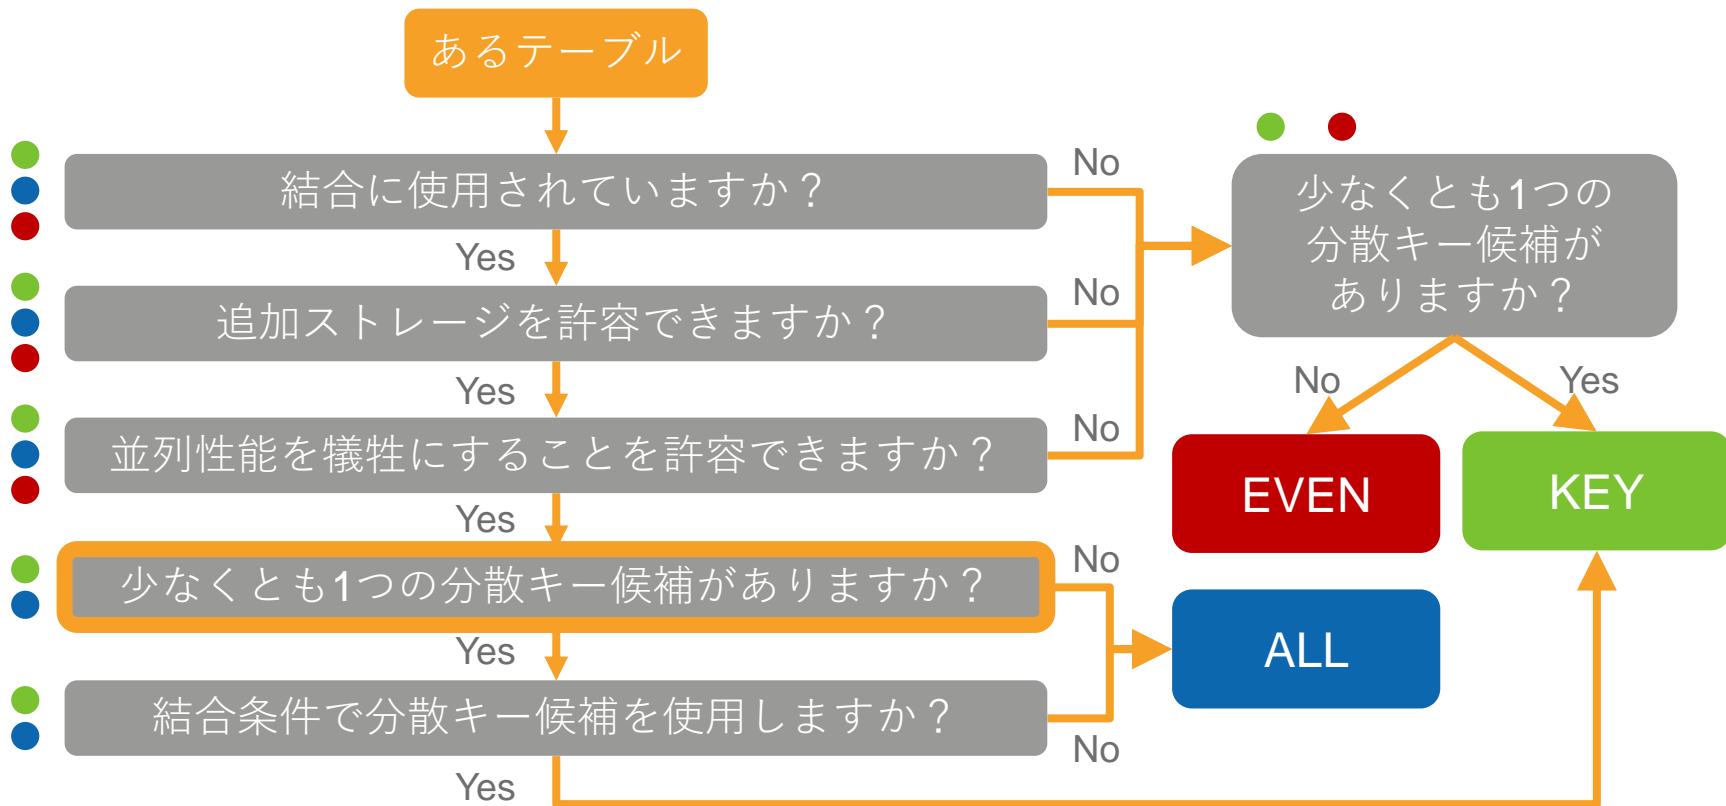 あるテーブル
結合に使用されていますか？
No
Yes
追加ストレージを許容できますか？
No
Yes
並列性能を犠牲にすることを許容できますか？
No
Yes
少なくとも1つの分散キー候補がありますか？
No
Yes
結合条件で分散キー候補を使用しますか？
No
Yes
少なくとも1つの
分散キー候補が
ありますか？
No
Yes
EVEN
KEY
ALL